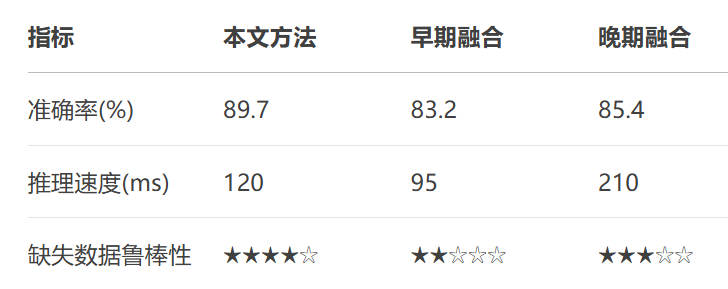 指标 本文方法 早期融合 晚期融合
准确率(%) 89.7 83.2 85.4
推理速度(ms) 120 95 210
缺失数据鲁棒性 ★★★★☆ ★★☆☆☆ ★★★☆☆